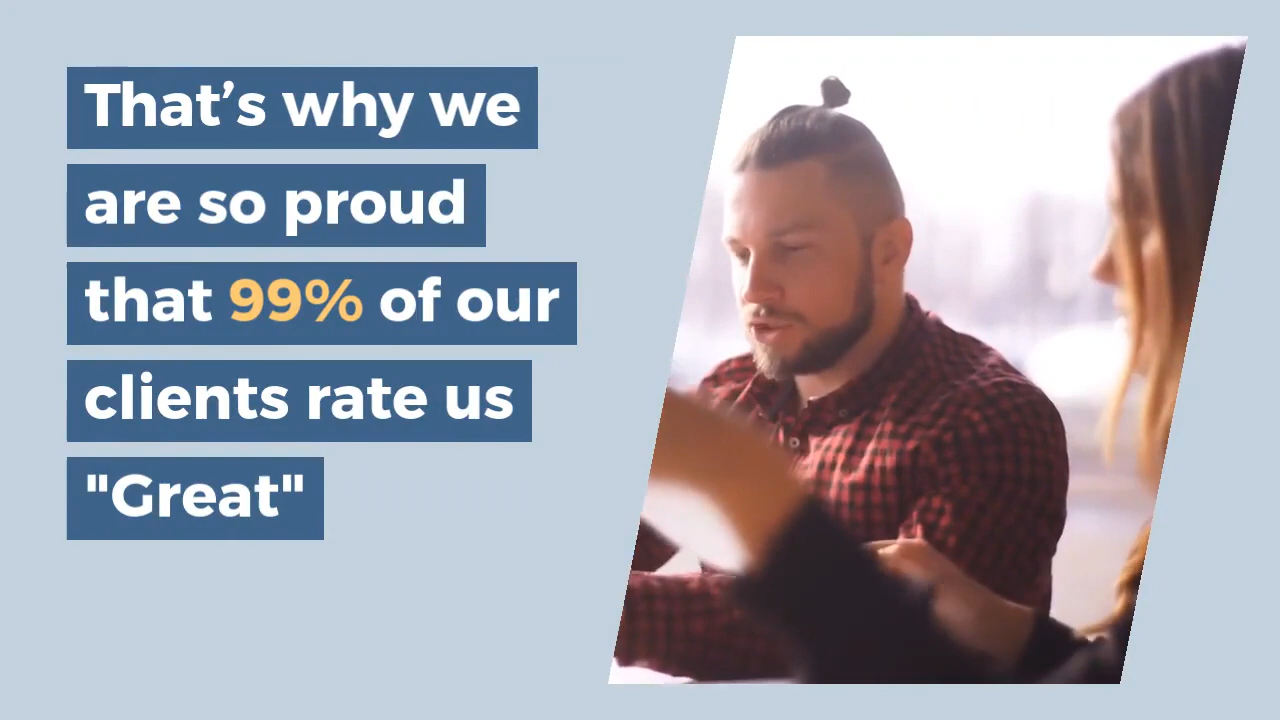 That’s why we
are so proud
that 99% of our
clients rate us
"Great"